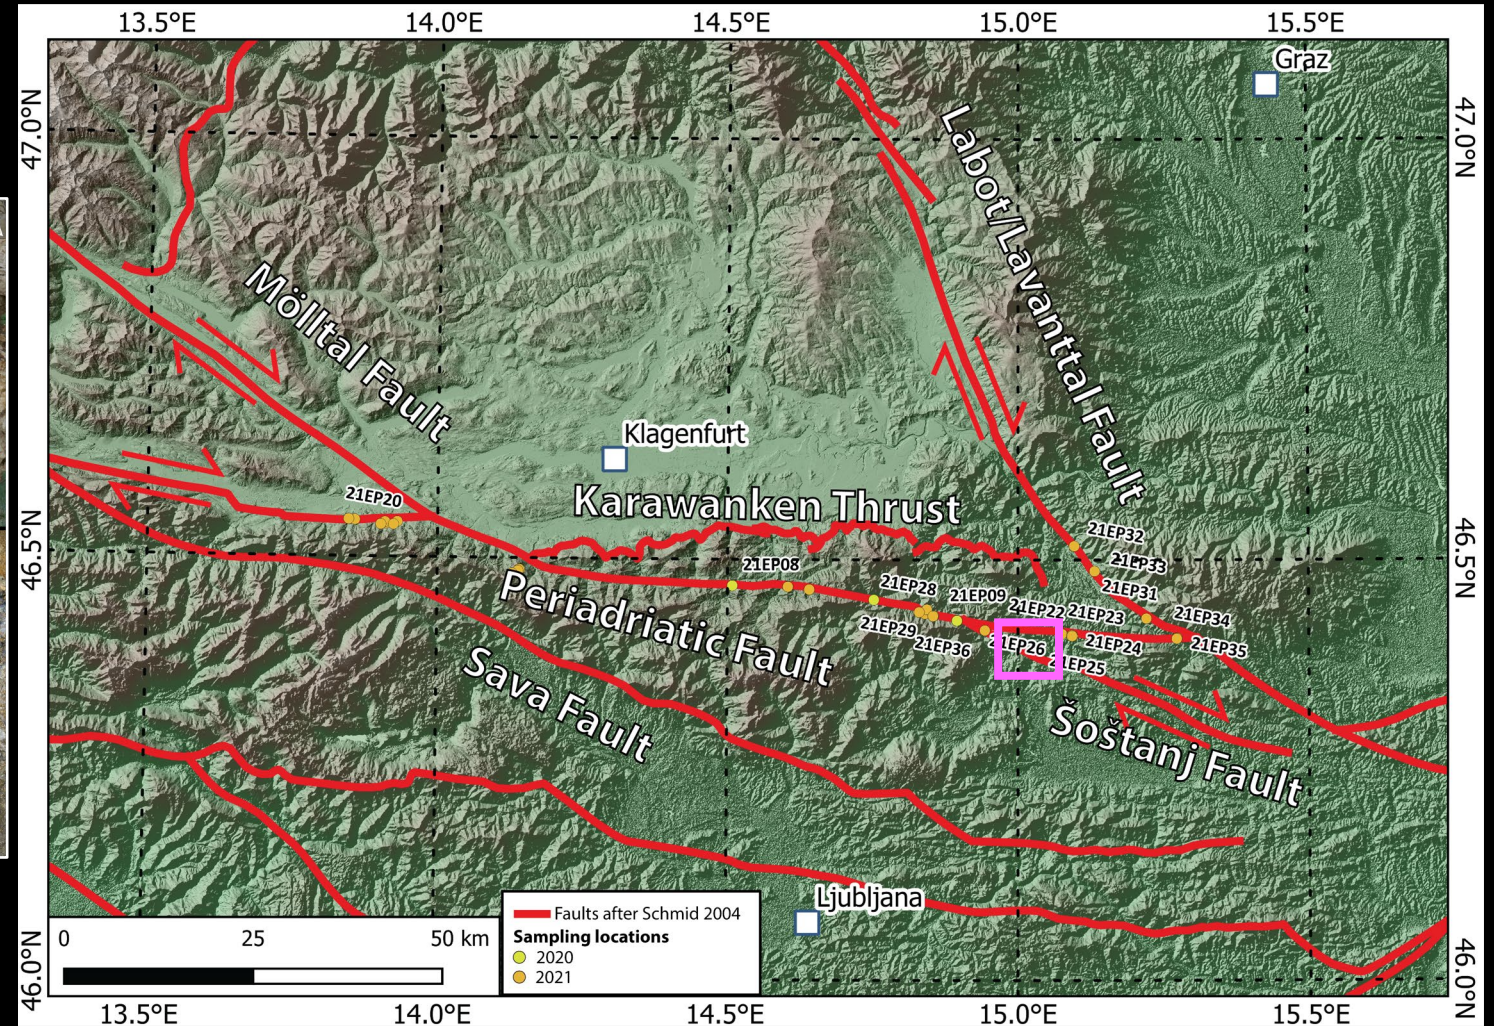 13.5°E
14.0°E
14.5°E
15.0°E
15.5°E
Graz
47.0°N
47.0°N
Labot/Lavanttal Fault
Mölltal Fault
Klagenfurt
Karawanken Thrust
21EP20
46.5°N
46.5°N
21EP32
21EP33
21EP31
21EP08
21EP28
21EP09
21EP22
21EP23
21EP34
21EP29
21EP36
21EP26
21EP24
21EP35
21EP25
Periadriatic Fault
Sava Fault
Šoštanj Fault
Ljubljana
0
25
50 km
Faults after Schmid 2004
Sampling locations
2020
2021
46.0°N
46.0°N
13.5°E
14.0°E
14.5°E
15.0°E
15.5°E